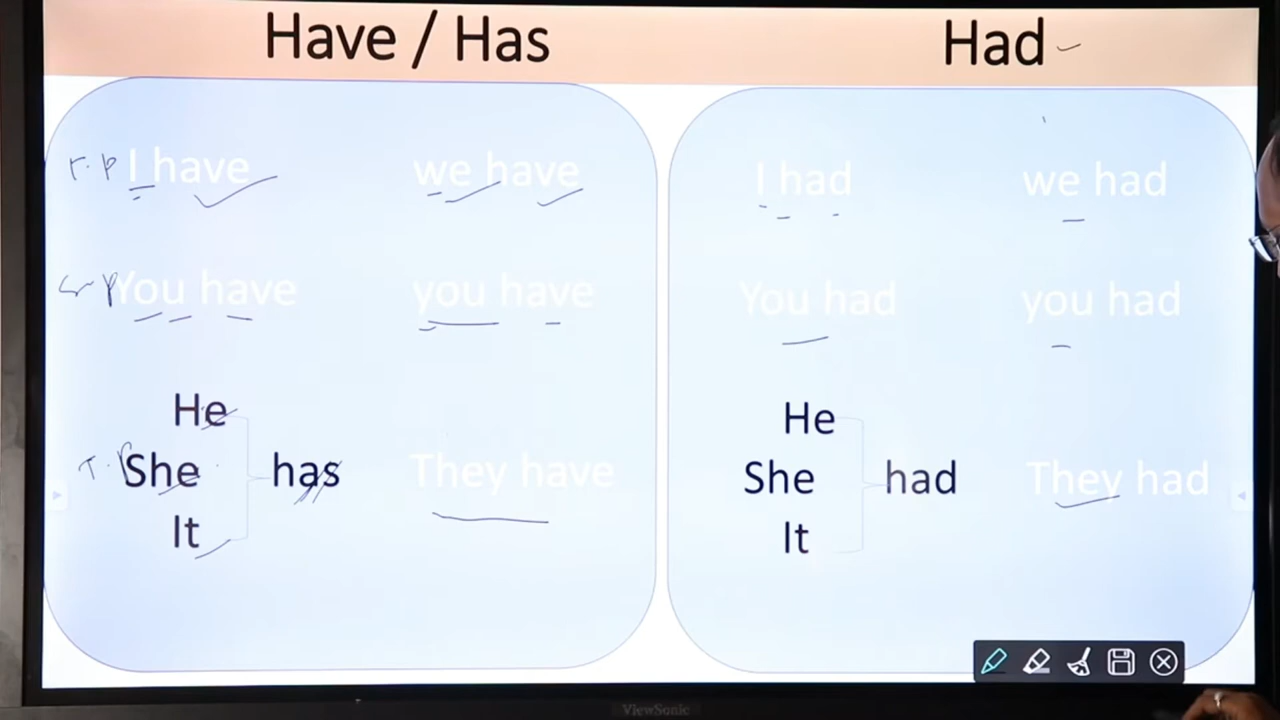 Have / Has Had
I have we have I had we had
You have you have You had you had
He He
She has They have She had They had
It It
ViewSonic